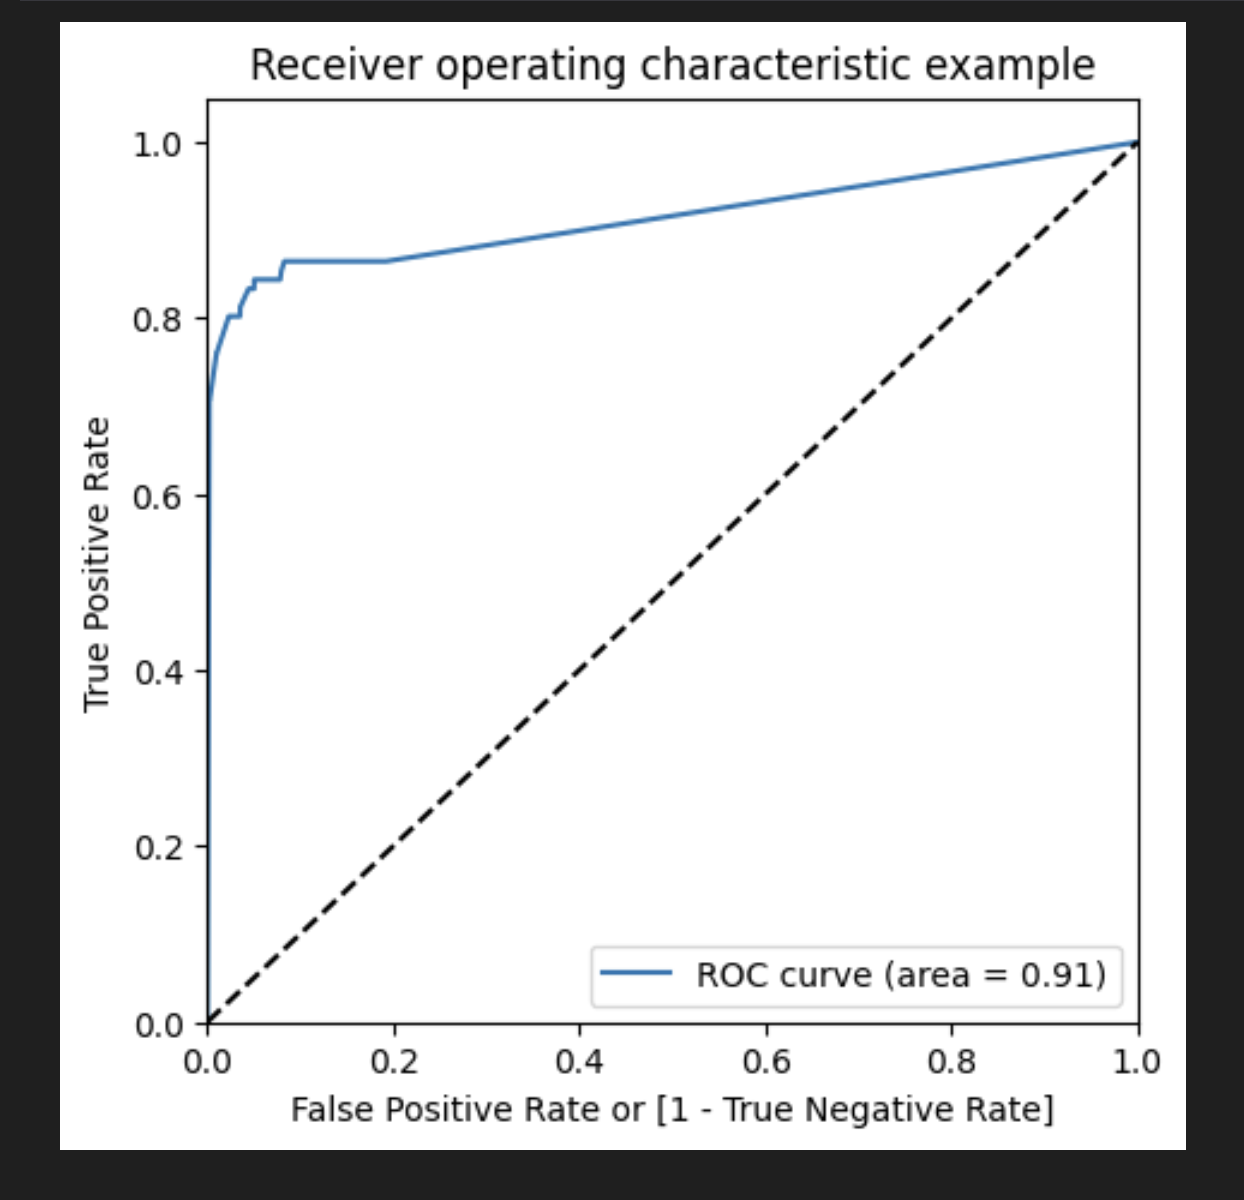 Receiver operating characteristic example
1.0
0.8
0.6
0.4
0.2
0.0
True Positive Rate
ROC curve (area = 0.91)
0.0 0.2 0.4 0.6 0.8 1.0
False Positive Rate or [1 - True Negative Rate]